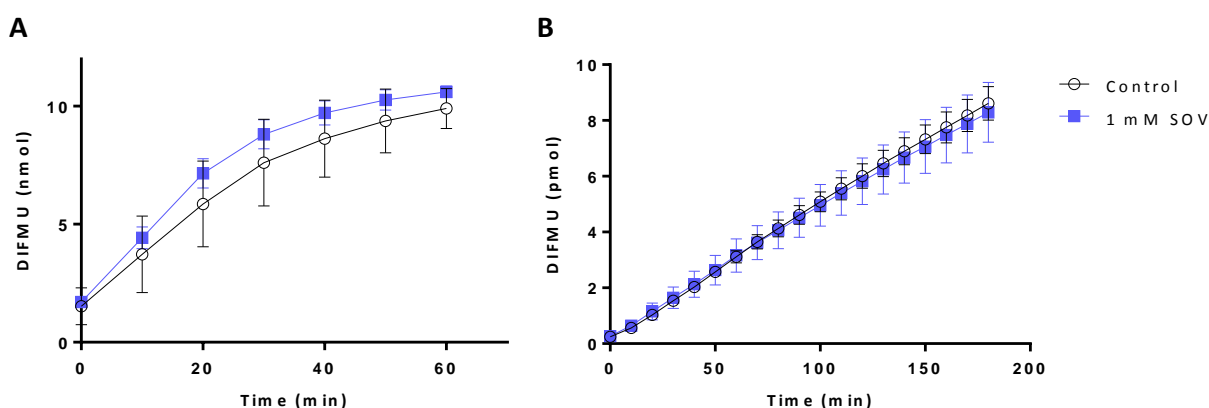 A
DIFMU (nmol)
10
5
0
0 20 40 60
Time (min)
B
DIFMU (pmol)
10
8
6
4
2
0
0 50 100 150 200
Time (min)
Control
1 mM SOV